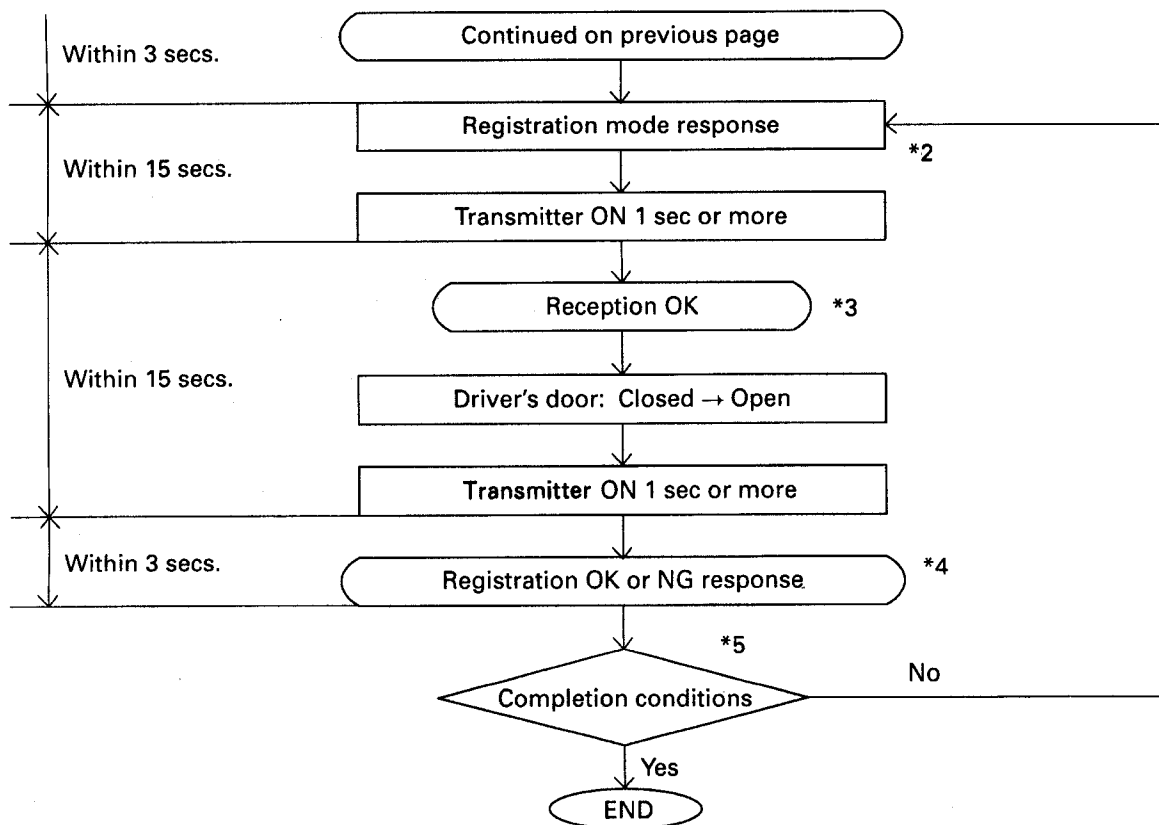 Continued on previous page
Within 3 secs.
Registration mode response
*2
Within 15 secs.
Transmitter ON 1 sec or more
Reception OK
*3
Within 15 secs.
Driver's door: Closed → Open
Transmitter ON 1 sec or more
Within 3 secs.
Registration OK or NG response
*4
*5
Completion conditions
No
Yes
END